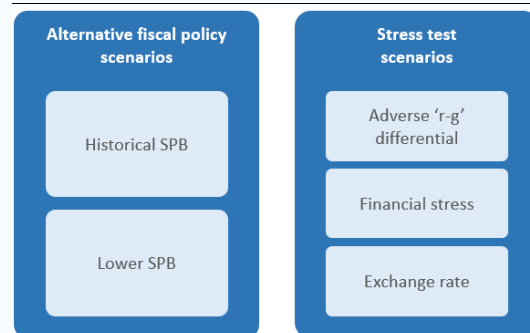 Alternative fiscal policy
scenarios
Historical SPB
Lower SPB
Stress test
scenarios
Adverse ‘r-g’
differential
Financial stress
Exchange rate